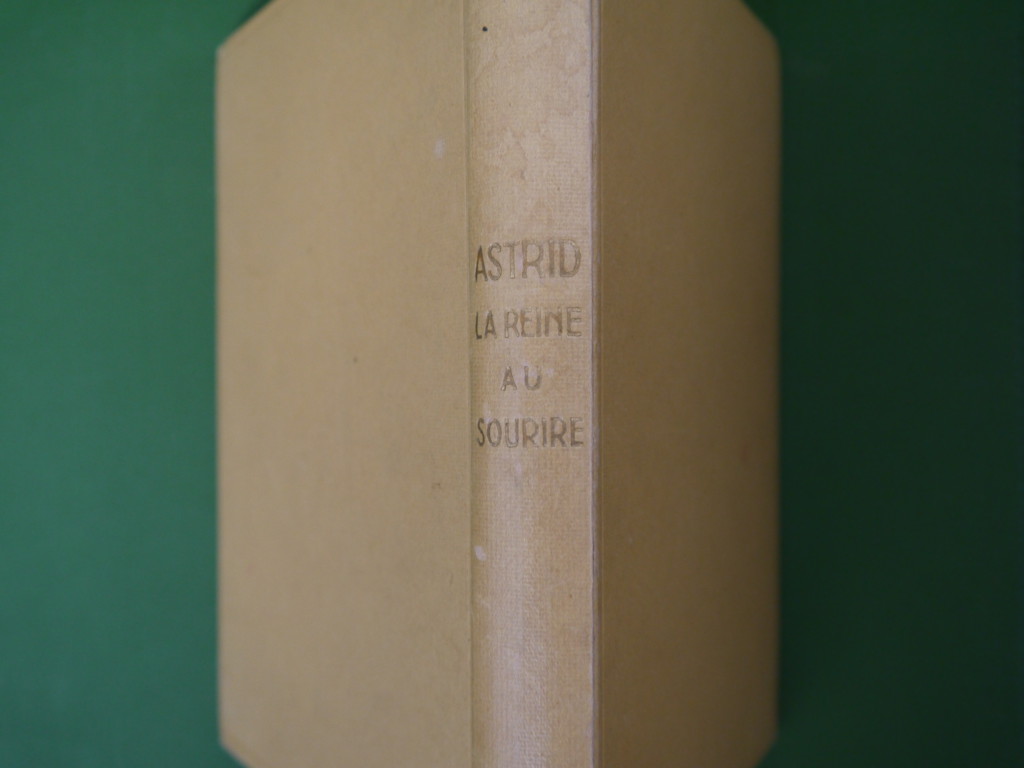 ASTRID
LA REINE
AU
SOURIRE